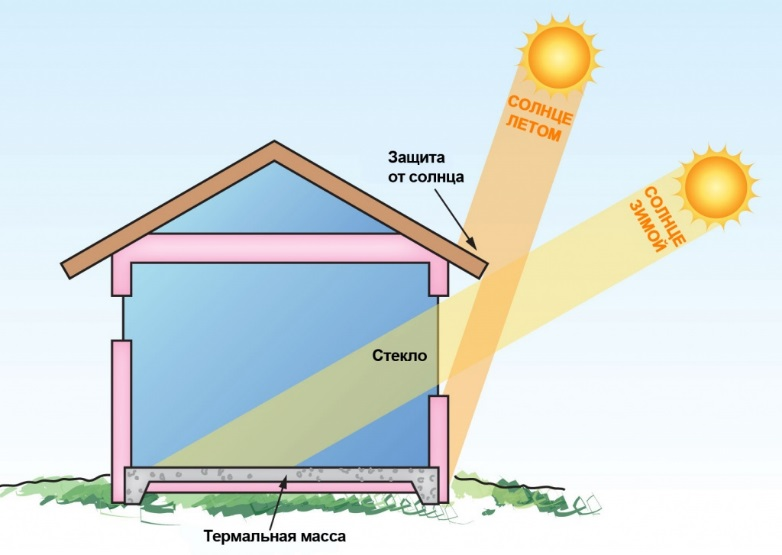 СОЛНЦЕ
ЛЕТОМ
Защита
от солнца
СОЛНЦЕ
ЗИМОЙ
Стекло
Термальная масса